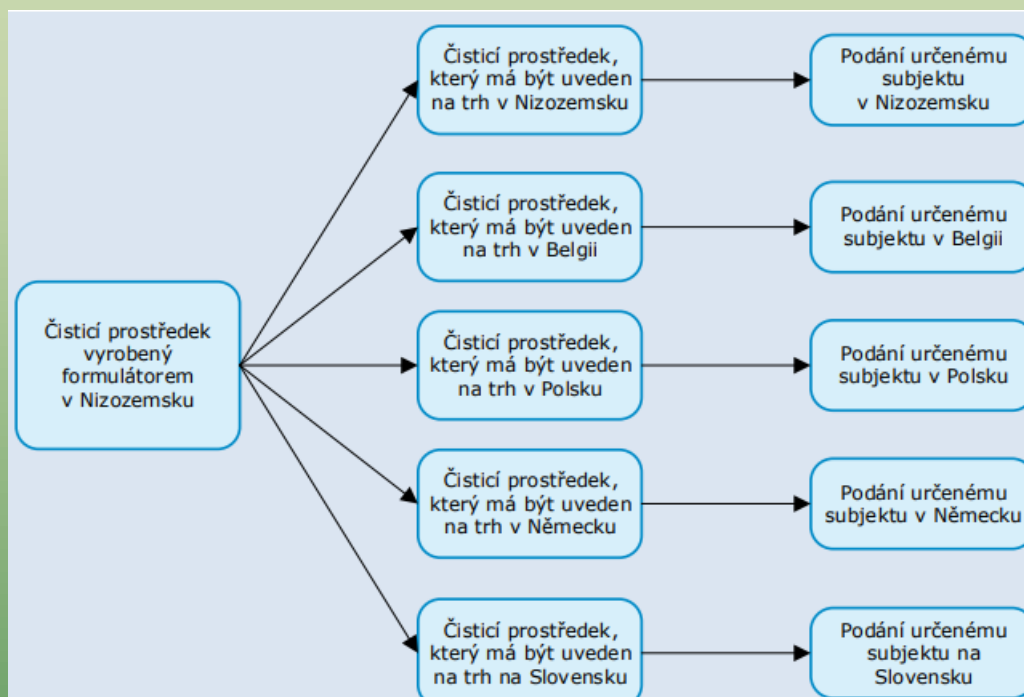 Čisticí prostředek
vyrobený
formulátorem
v Nizozemsku
Čisticí prostředek,
který má být uveden
na trh v Nizozemsku
Podání určenému
subjektu
v Nizozemsku
Čisticí prostředek,
který má být uveden
na trh v Belgii
Podání určenému
subjektu v Belgii
Čisticí prostředek,
který má být uveden
na trh v Polsku
Podání určenému
subjektu v Polsku
Čisticí prostředek,
který má být uveden
na trh v Německu
Podání určenému
subjektu v Německu
Čisticí prostředek,
který má být uveden
na trh na Slovensku
Podání určenému
subjektu na
Slovensku